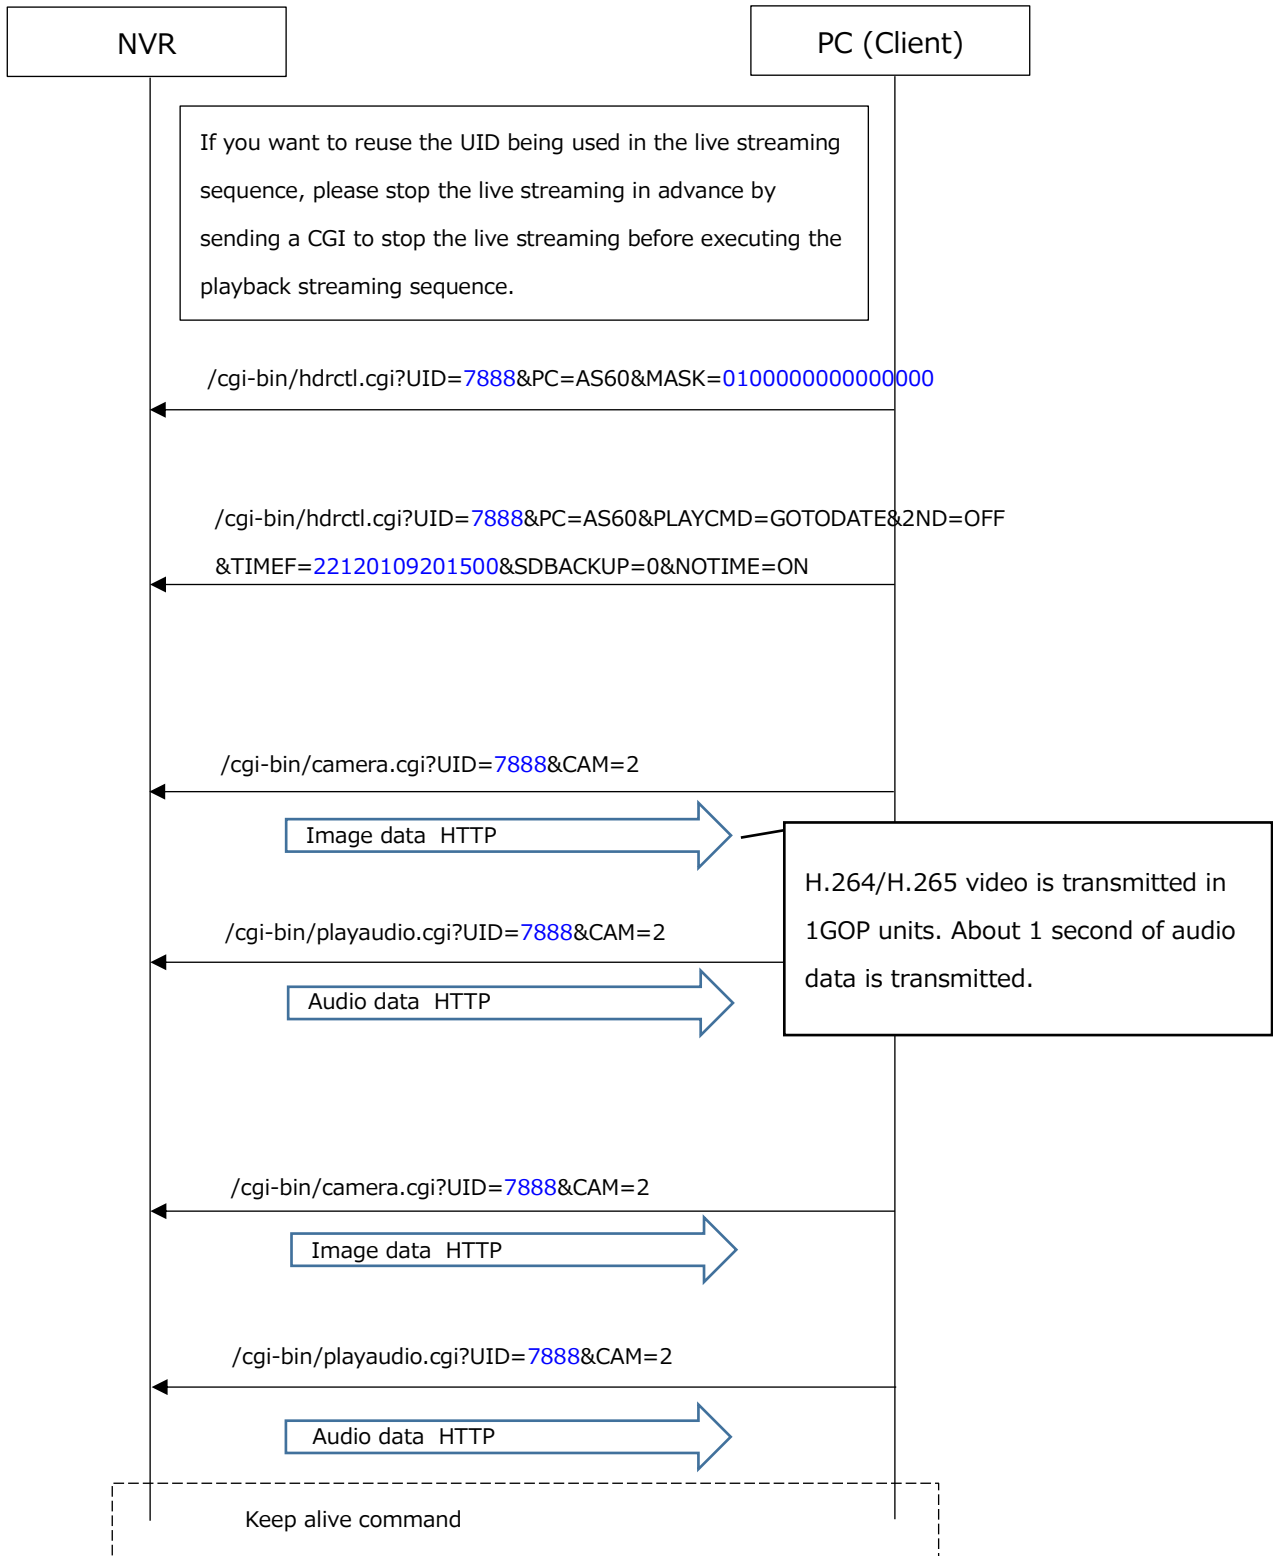 NVR
PC (Client)
If you want to reuse the UID being used in the live streaming
sequence, please stop the live streaming in advance by
sending a CGI to stop the live streaming before executing the
playback streaming sequence.
/cgi-bin/hdrctl.cgi?UID=7888&PC=AS60&MASK=0100000000000000
/cgi-bin/hdrctl.cgi?UID=7888&PC=AS60&PLAYCMD=GOTODATE&2ND=OFF
&TIMEF=22120109201500&SDBACKUP=0&NOTIME=ON
/cgi-bin/camera.cgi?UID=7888&CAM=2
Image data  HTTP
H.264/H.265 video is transmitted in
1GOP units. About 1 second of audio
data is transmitted.
/cgi-bin/playaudio.cgi?UID=7888&CAM=2
Audio data  HTTP
/cgi-bin/camera.cgi?UID=7888&CAM=2
Image data  HTTP
/cgi-bin/playaudio.cgi?UID=7888&CAM=2
Audio data  HTTP
Keep alive command